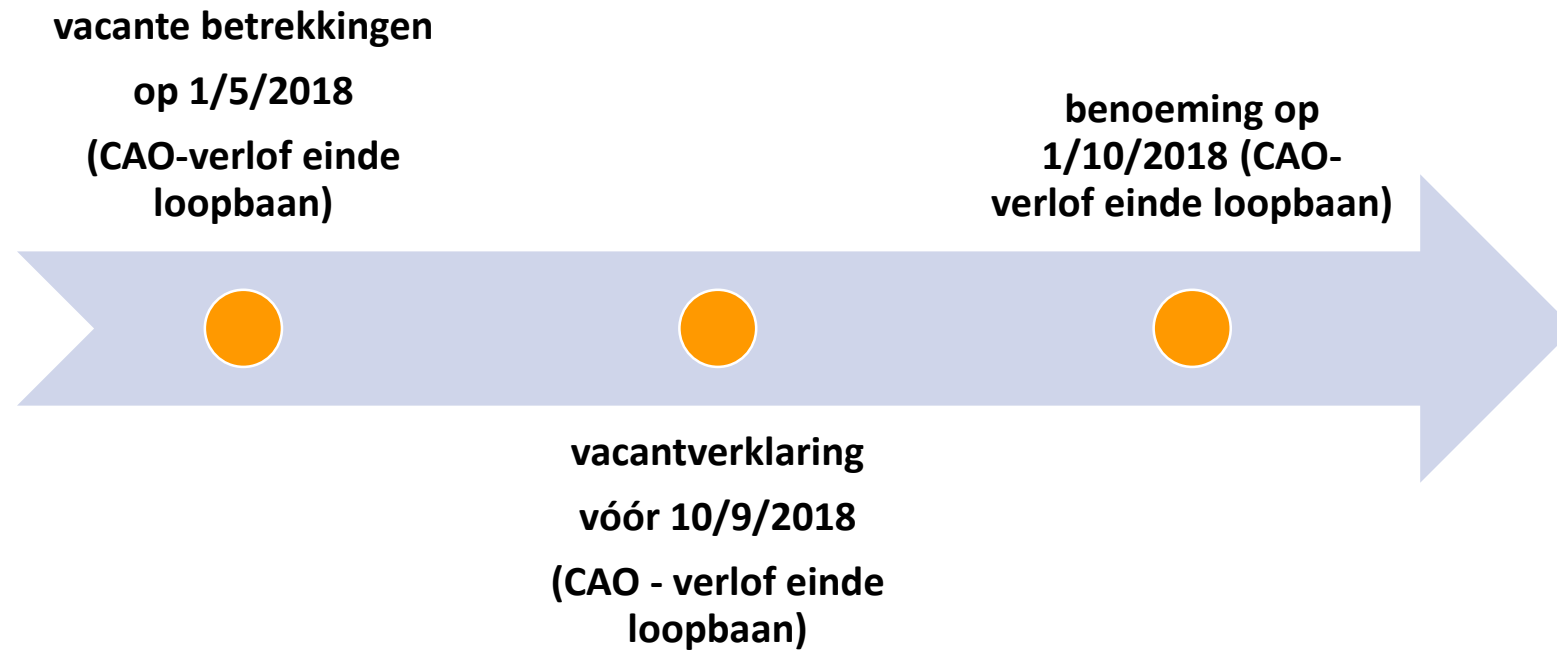 vacante betrekkingen
op 1/5/2018
(CAO-verlof einde
loopbaan)
vacantverklaring
vóór 10/9/2018
(CAO - verlof einde
loopbaan)
benoeming op
1/10/2018 (CAO-
verlof einde loopbaan)